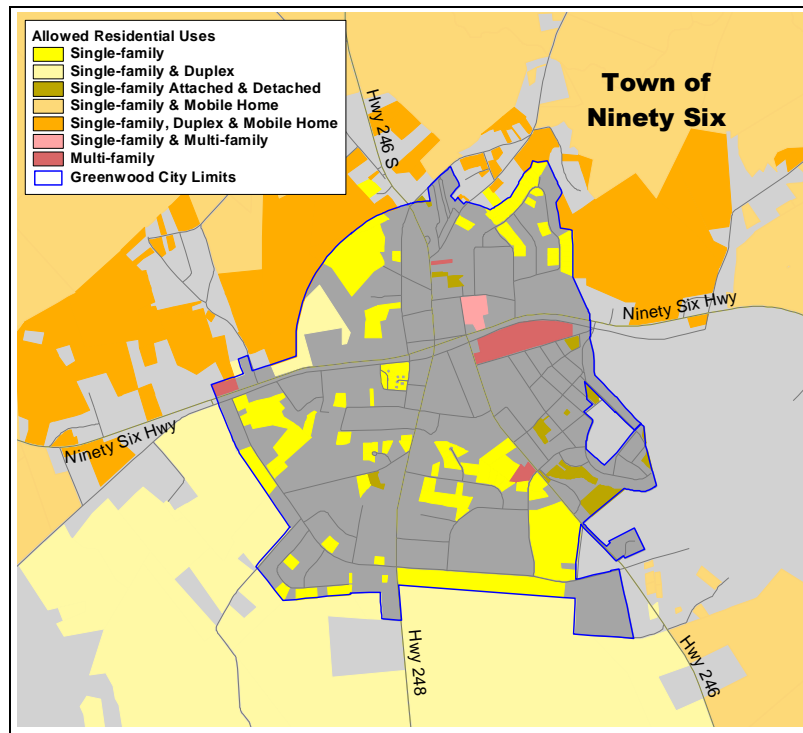 Allowed Residential Uses
Single-family
Single-family & Duplex
Single-family Attached & Detached
Single-family & Mobile Home
Single-family, Duplex & Mobile Home
Single-family & Multi-family
Multi-family
Greenwood City Limits
Town of
Ninety Six
Hwy 246 S
Ninety Six Hwy
Ninety Six Hwy
Hwy 248
Hwy 246